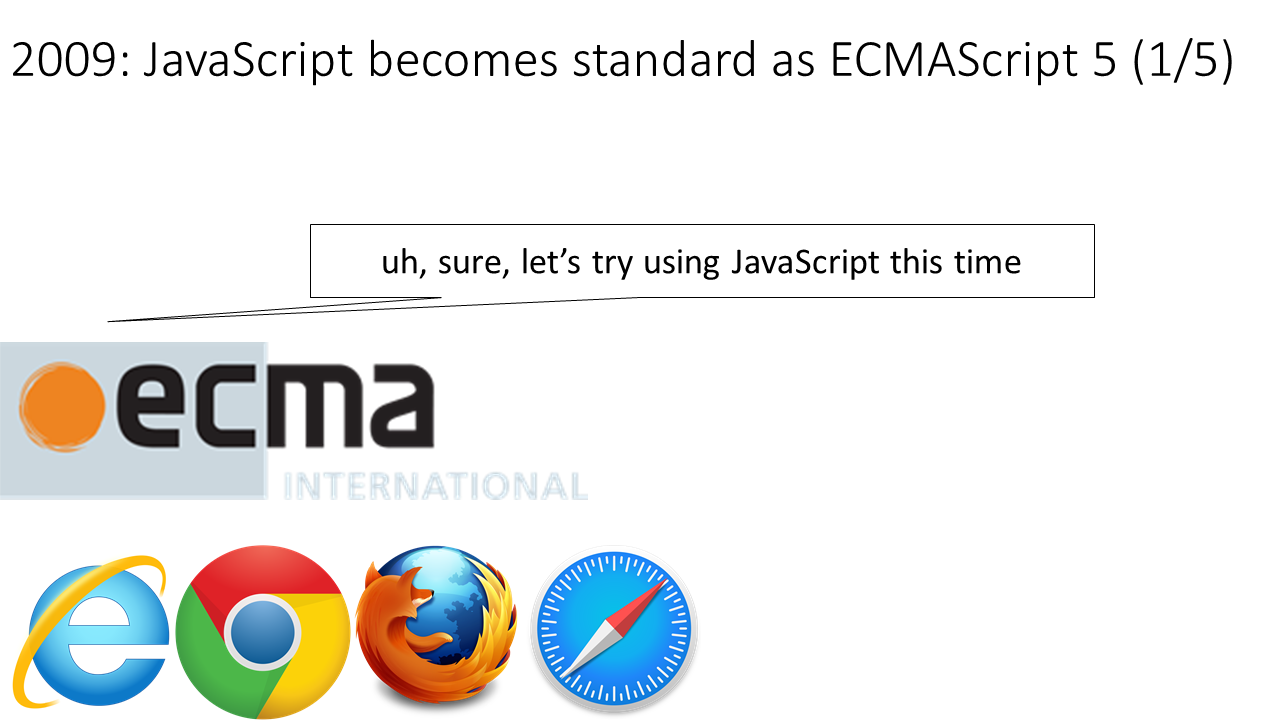 2009: JavaScript becomes standard as ECMAScript 5 (1/5)
uh, sure, let’s try using JavaScript this time
ecma
INTERNATIONAL